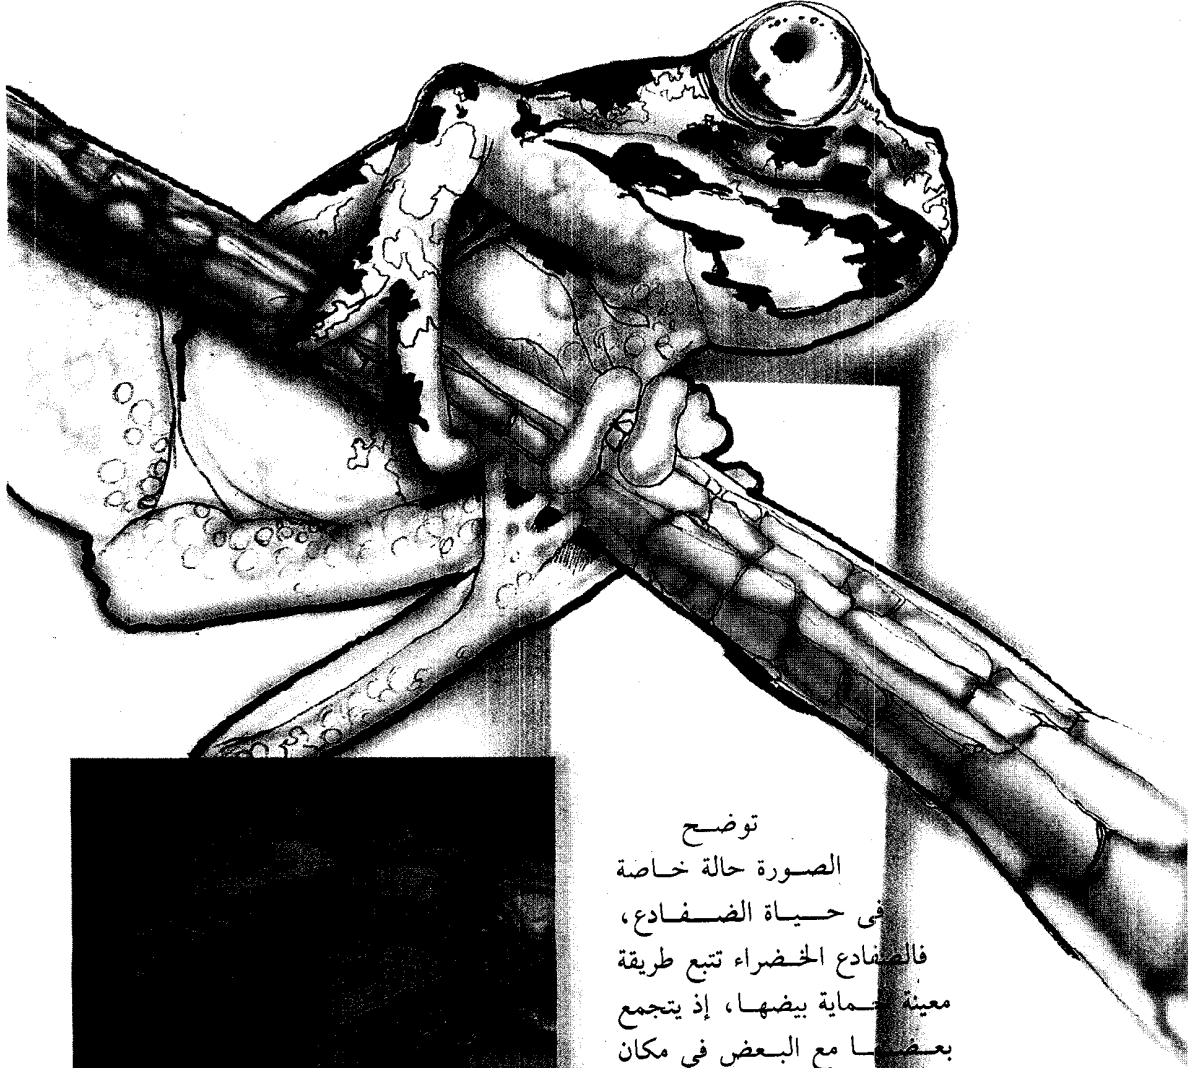 توضح
الصورة حالة خاصة
فى حياة الضفادع،
فالضفادع الخضراء تتبع طريقة
معينة لحماية بيضها، إذ يتجمع
بعضها مع البعض فى مكان